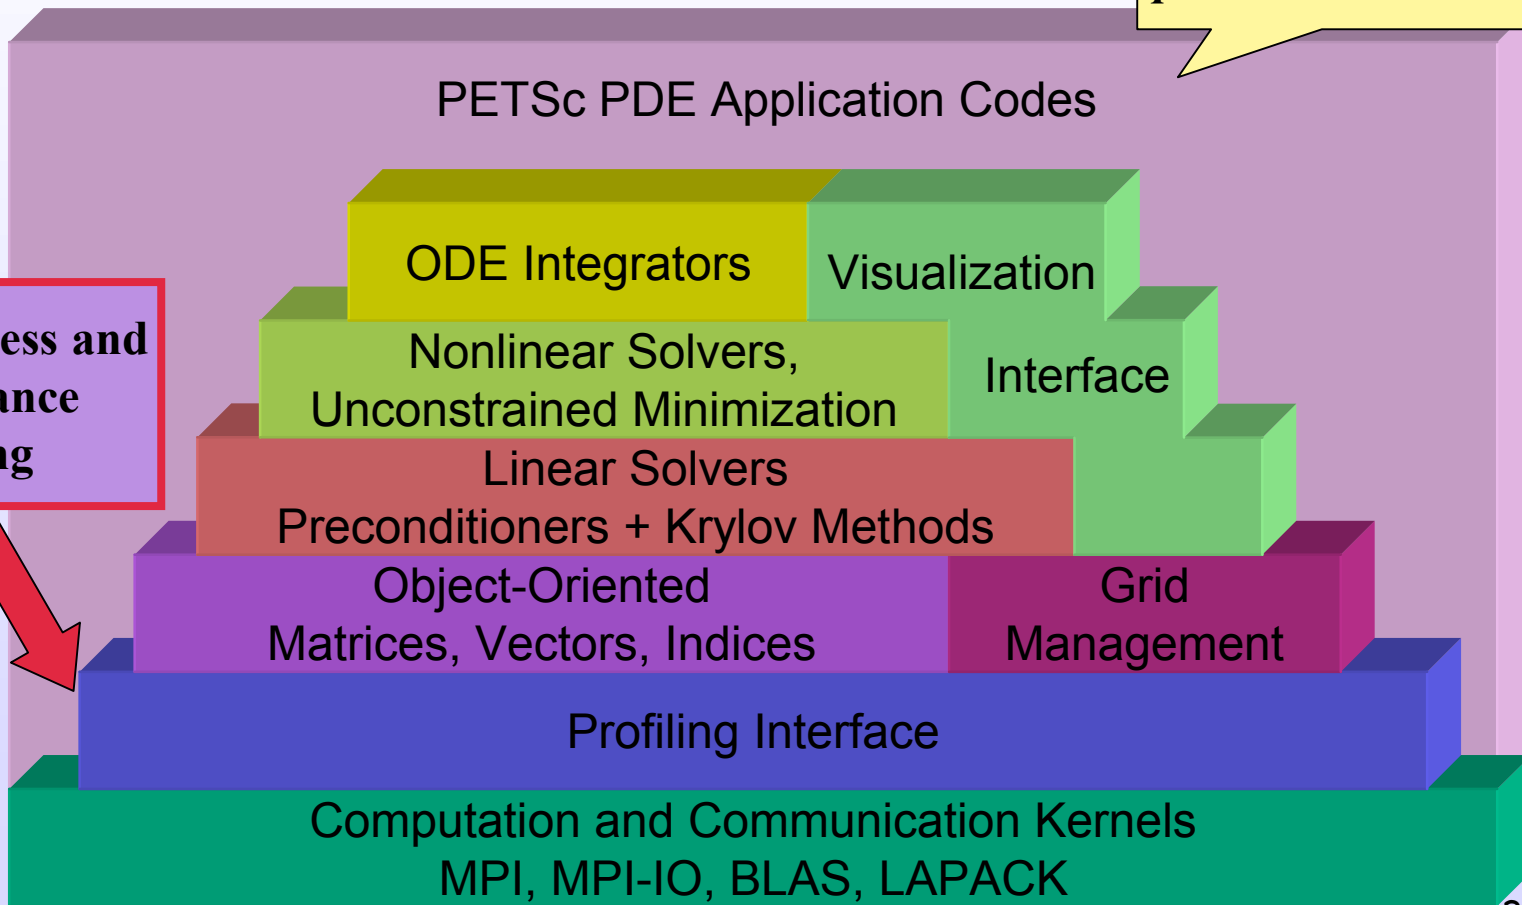 PETSc PDE Application Codes
ODE Integrators
Visualization
Nonlinear Solvers,
Unconstrained Minimization
Interface
and
Linear Solvers
Preconditioners + Krylov Methods
Object-Oriented
Matrices, Vectors, Indices
Grid
Management
Profiling Interface
Computation and Communication Kernels
MPI, MPI-IO, BLAS, LAPACK